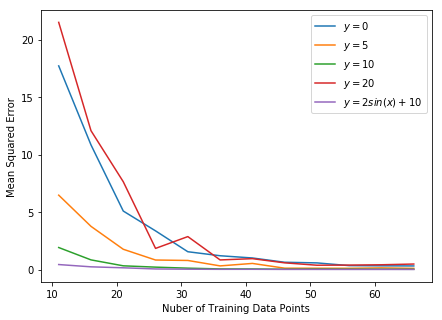 20
15
10
5
0
10
20
30
40
50
60
Mean Squared Error
Nuber of Training Data Points
y = 0
y = 5
y = 10
y = 20
y = 2sin(x) + 10